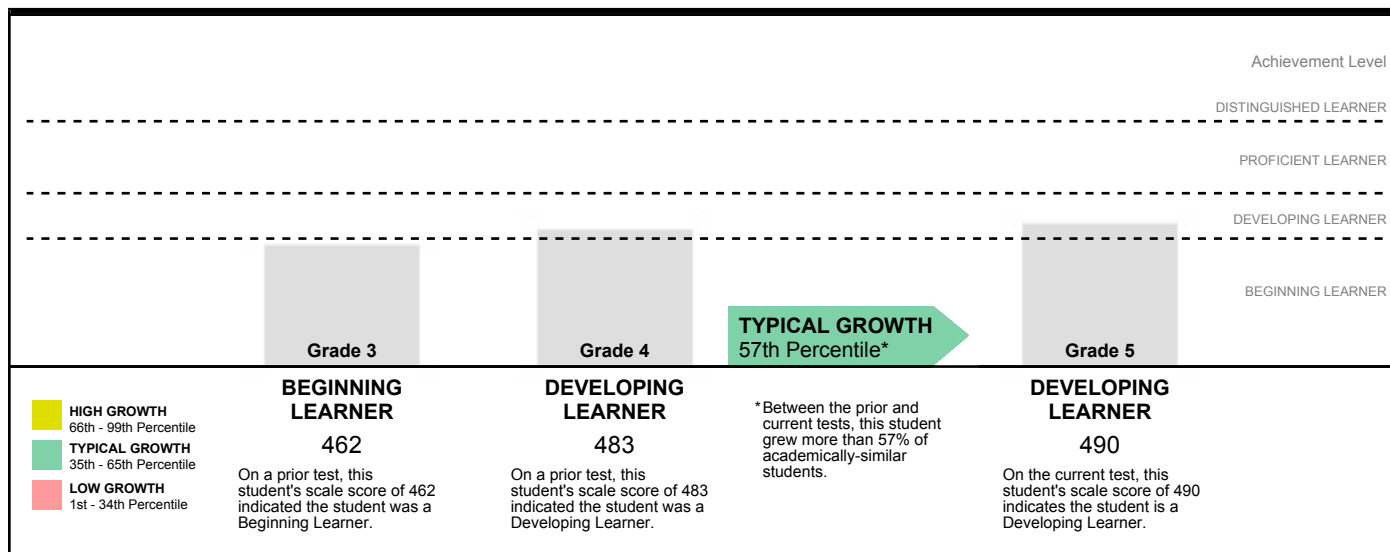 Achievement Level
DISTINGUISHED LEARNER
PROFICIENT LEARNER
DEVELOPING LEARNER
BEGINNING LEARNER
Grade 3
Grade 4
TYPICAL GROWTH
57th Percentile*
Grade 5
HIGH GROWTH
66th - 99th Percentile
TYPICAL GROWTH
35th - 65th Percentile
LOW GROWTH
1st - 34th Percentile
BEGINNING
LEARNER
462
On a prior test, this
student's scale score of 462
indicated the student was a
Beginning Learner.
DEVELOPING
LEARNER
483
On a prior test, this
student's scale score of 483
indicated the student was a
Developing Learner.
*Between the prior and
current tests, this student
grew more than 57% of
academically-similar
students.
DEVELOPING
LEARNER
490
On the current test, this
student's scale score of 490
indicates the student is a
Developing Learner.